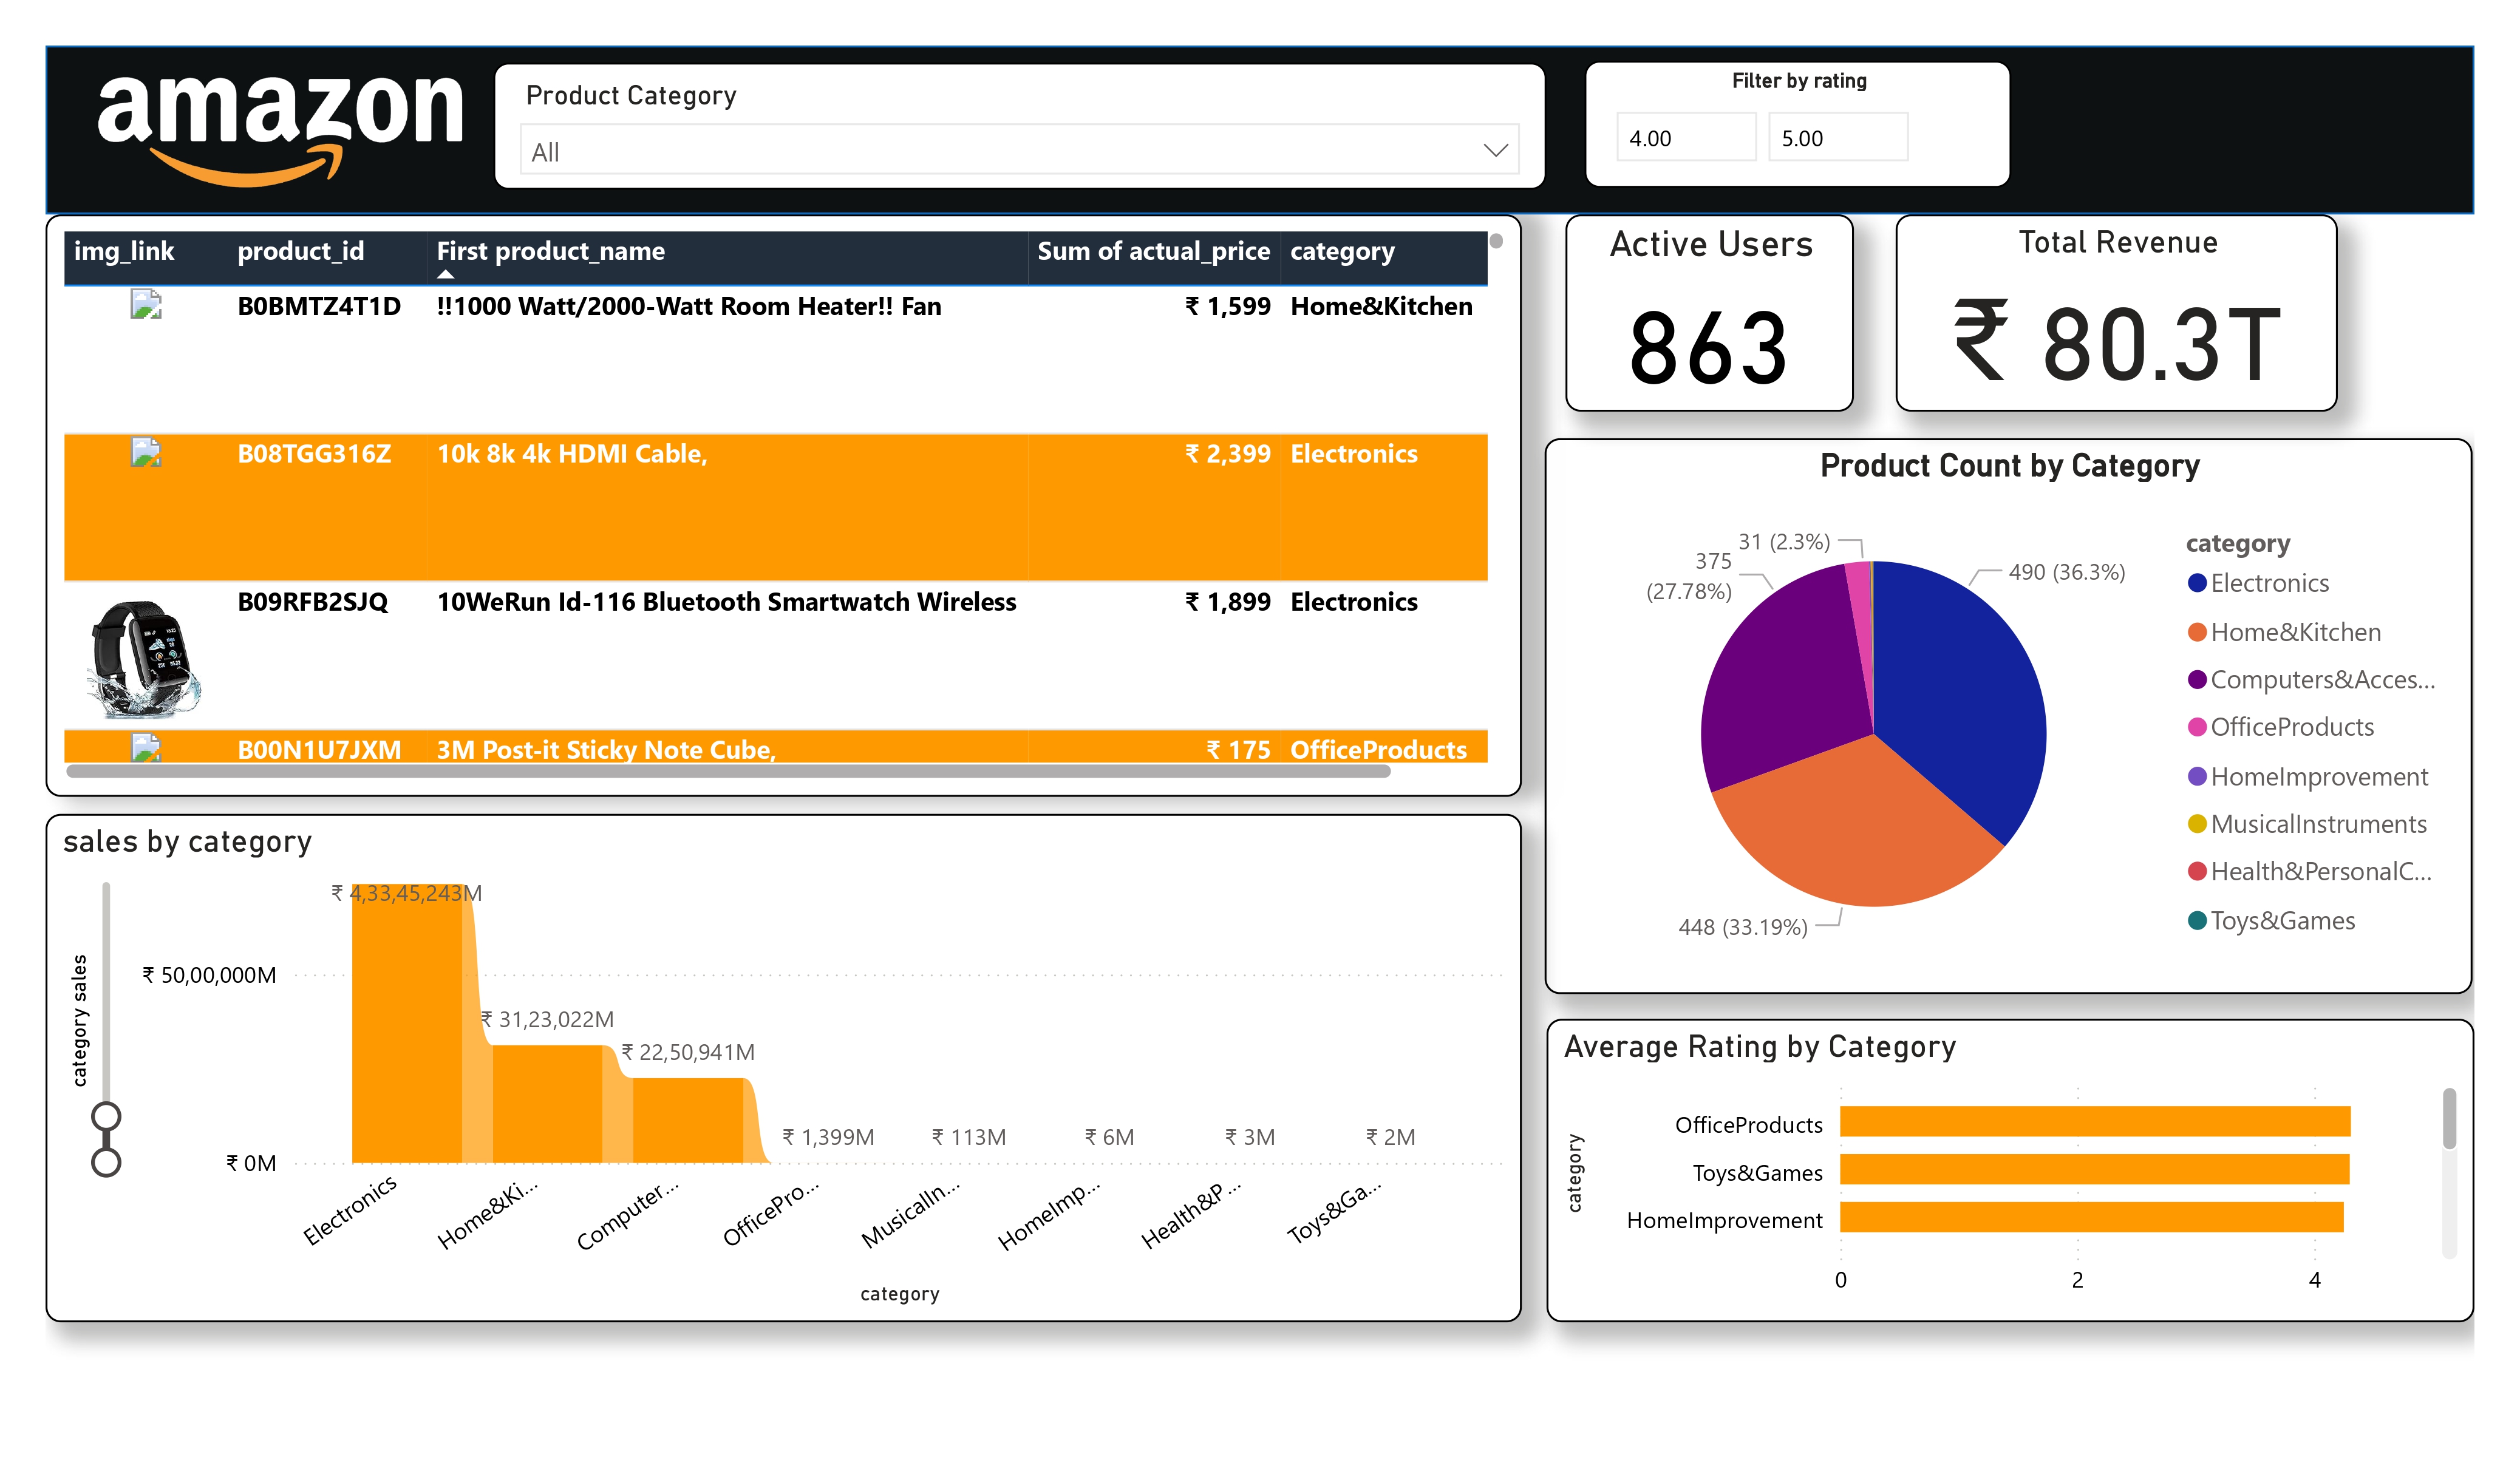 amazon
Product Category
All
Filter by rating
4.00 5.00
img_link product_id First product_name Sum of actual_price category
B0BMTZ4T1D !!1000 Watt/2000-Watt Room Heater!! Fan ₹ 1,599 Home&Kitchen
B08TGG316Z 10k 8k 4k HDMI Cable, ₹ 2,399 Electronics
B09RFB2SJQ 10WeRun Id-116 Bluetooth Smartwatch Wireless ₹ 1,899 Electronics
B00N1U7JXM 3M Post-it Sticky Note Cube, ₹ 175 OfficeProducts
Active Users
863
Total Revenue
₹ 80.3T
Product Count by Category
31 (2.3%)
375
(27.78%)
490 (36.3%)
448 (33.19%)
category
Electronics
Home&Kitchen
Computers&Acces...
OfficeProducts
HomeImprovement
MusicalInstruments
Health&PersonalC...
Toys&Games
sales by category
category sales
₹ 4,33,45,243M
₹ 50,00,000M
₹ 31,23,022M
₹ 22,50,941M
₹ 1,399M ₹ 113M ₹ 6M ₹ 3M ₹ 2M
₹ 0M
Electronics Home&Ki... Computer... OfficePro... MusicalIn... HomeImp... Health&P... Toys&Ga...
category
Average Rating by Category
category
OfficeProducts
Toys&Games
HomeImprovement
0 2 4